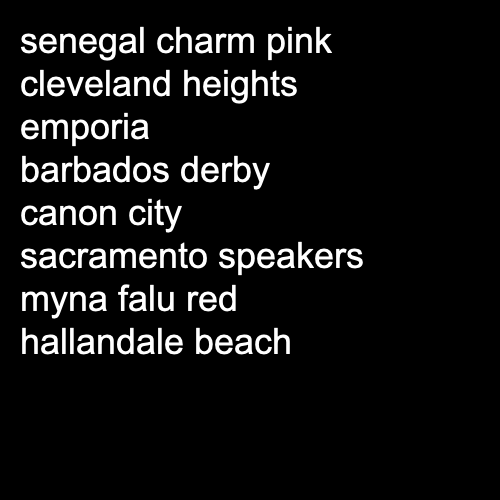 senegal charm pink
cleveland heights
emporia
barbados derby
canon city
sacramento speakers
myna falu red
hallandale beach